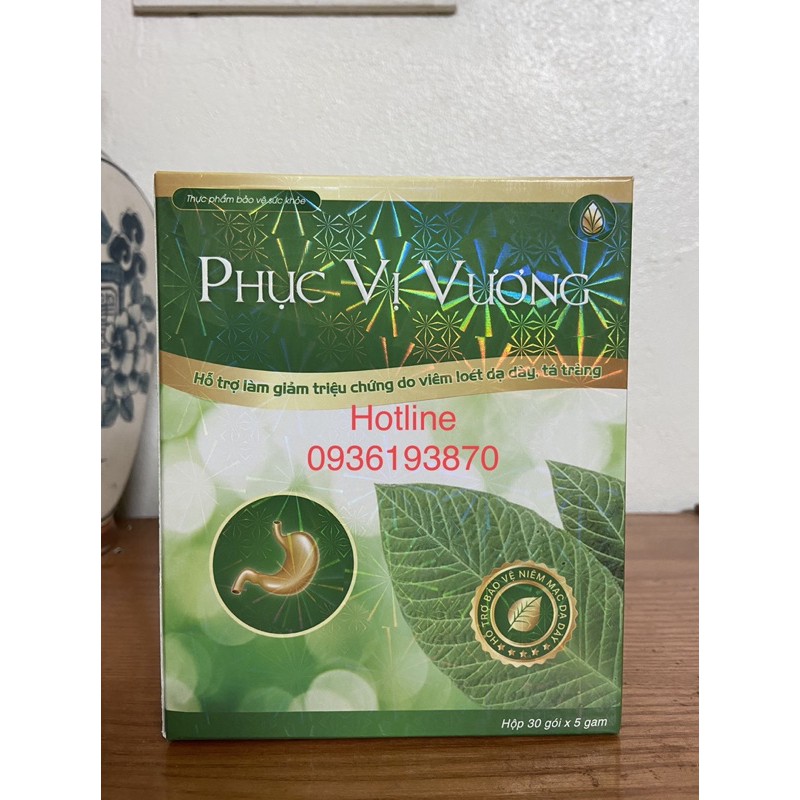 Thực phẩm bảo vệ sức khỏe
PHỤC VỊ VƯƠNG
Hỗ trợ làm giảm triệu chứng do viêm loét dạ dày, tá tràng
Hotline
0936193870
HỖ TRỢ BẢO VỆ NIÊM MẠC DẠ DÀY
Hộp 30 gói x 5 gam